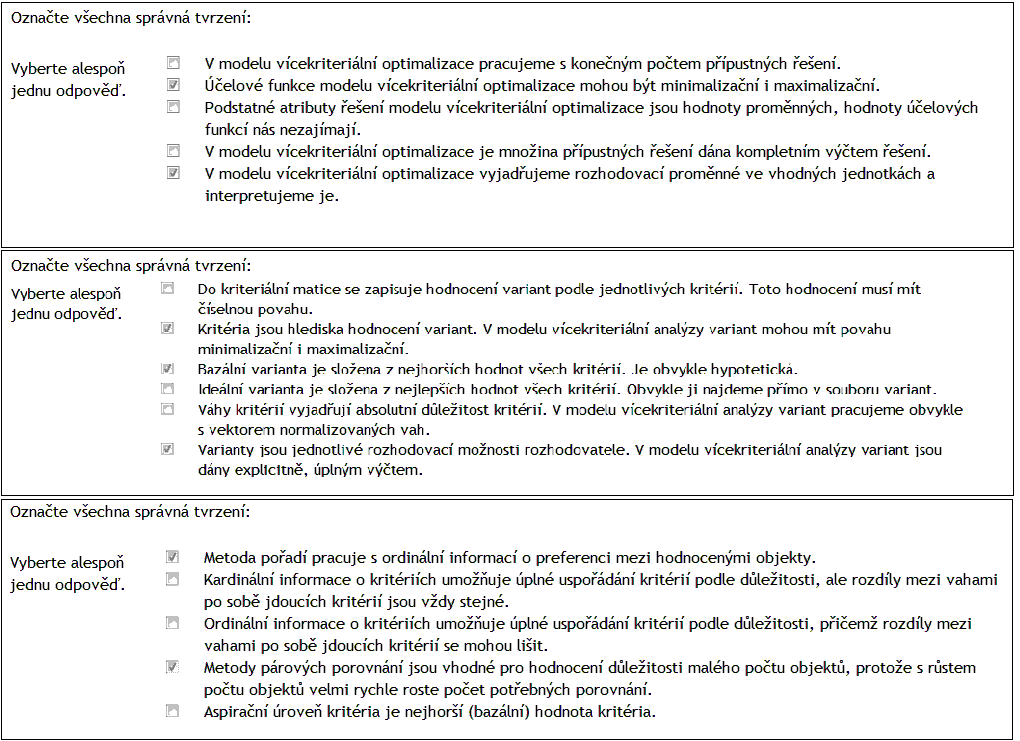 Označte všechna správná tvrzení:
Vyberte alespoň
jednu odpověď.
V modelu vícekriteriální optimalizace pracujeme s konečným počtem přípustných řešení.
Účelové funkce modelu vícekriteriální optimalizace mohou být minimalizační i maximalizační.
Podstatné atributy řešení modelu vícekriteriální optimalizace jsou hodnoty proměnných, hodnoty účelových
funkcí nás nezajímají.
V modelu vícekriteriální optimalizace je množina přípustných řešení dána kompletním výčtem řešení.
V modelu vícekriteriální optimalizace vyjadřujeme rozhodovací proměnné ve vhodných jednotkách a
interpretujeme je.
Označte všechna správná tvrzení:
Vyberte alespoň
jednu odpověď.
Do kriteriální matice se zapisuje hodnocení variant podle jednotlivých kritérií. Toto hodnocení musí mít
číselnou povahu.
Kritéria jsou hlediska hodnocení variant. V modelu vícekriteriální analýzy variant mohou mít povahu
minimalizační i maximalizační.
Bazální varianta je složena z nejhorších hodnot všech kritérií. Je obvykle hypotetická.
Ideální varianta je složena z nejlepších hodnot všech kritérií. Obvykle ji najdeme přímo v souboru variant.
Váhy kritérií vyjadřují absolutní důležitost kritérií. V modelu vícekriteriální analýzy variant pracujeme obvykle
s vektorem normalizovaných vah.
Varianty jsou jednotlivé rozhodovací možnosti rozhodovatele. V modelu vícekriteriální analýzy variant jsou
dány explicitně, úplným výčtem.
Označte všechna správná tvrzení:
Vyberte alespoň
jednu odpověď.
Metoda pořadí pracuje s ordinální informací o preferenci mezi hodnocenými objekty.
Kardinální informace o kritériích umožňuje úplné uspořádání kritérií podle důležitosti, ale rozdíly mezi vahami
po sobě jdoucích kritérií jsou vždy stejné.
Ordinální informace o kritériích umožňuje úplné uspořádání kritérií podle důležitosti, přičemž rozdíly mezi
vahami po sobě jdoucích kritérií se mohou lišit.
Metody párových porovnání jsou vhodné pro hodnocení důležitosti malého počtu objektů, protože s růstem
počtu objektů velmi rychle roste počet potřebných porovnání.
Aspirační úroveň kritéria je nejhorší (bazální) hodnota kritéria.